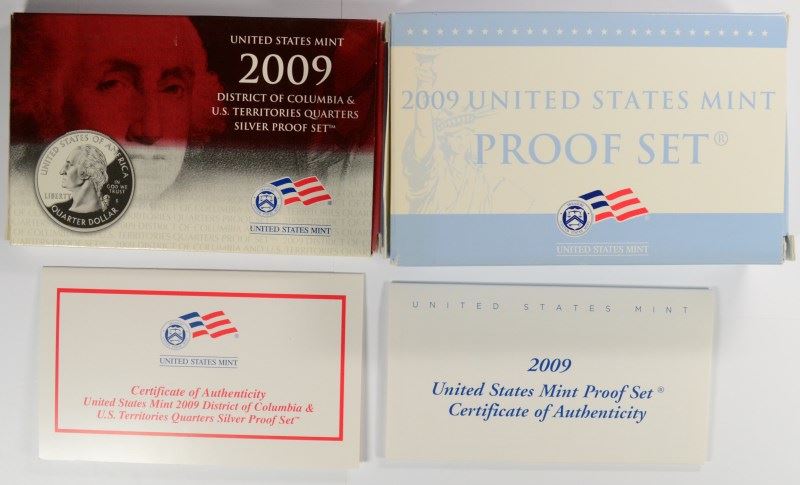 UNITED STATES MINT
2009
DISTRICT OF COLUMBIA &
U.S. TERRITORIES QUARTERS
SILVER PROOF SET™
UNITED STATES OF AMERICA
LIBERTY
IN
GOD WE
TRUST
S
QUARTER DOLLAR
UNITED STATES MINT
2009 UNITED STATES MINT
PROOF SET®
UNITED STATES MINT
UNITED STATES MINT
Certificate of Authenticity
United States Mint 2009 District of Columbia &
U.S. Territories Quarters Silver Proof Set™
UNITED STATES MINT
2009
United States Mint Proof Set®
Certificate of Authenticity